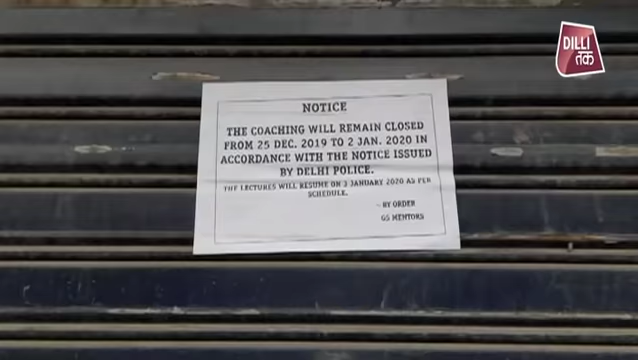 DILLI
तक
NOTICE
THE COACHING WILL REMAIN CLOSED
FROM 25 DEC. 2019 TO 2 JAN. 2020 IN
ACCORDANCE WITH THE NOTICE ISSUED
BY DELHI POLICE.
THE LECTURES WILL RESUME ON 3 JANUARY 2020 AS PER
SCHEDULE.
- BY ORDER
GS MENTORS